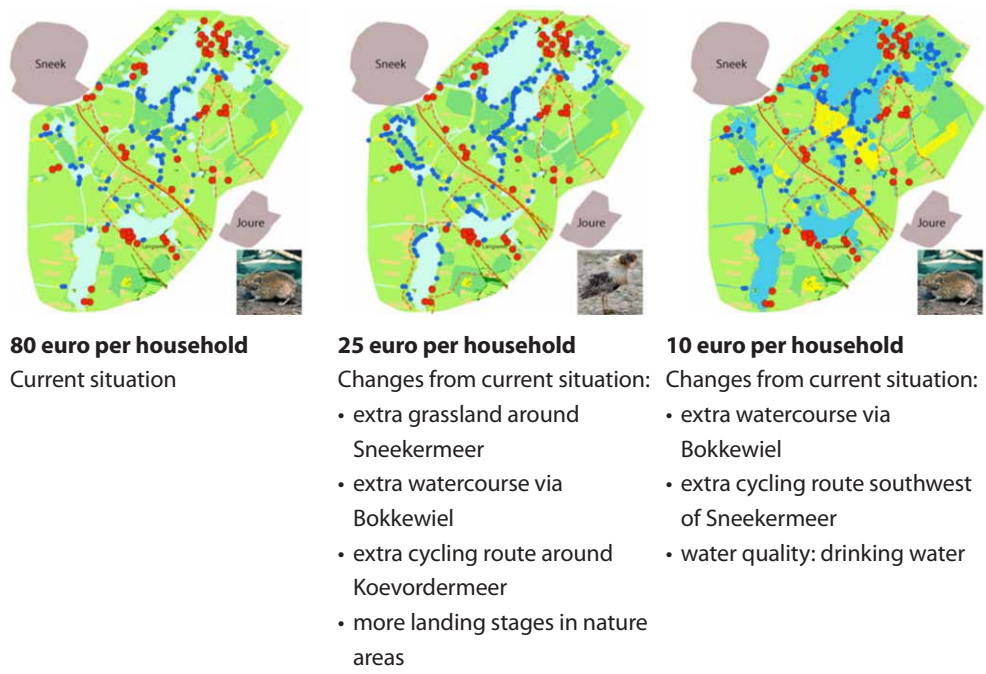 Sneek
Joure
Langweer
Sneek
Joure
Langweer
Sneek
Joure
Langweer
80 euro per household
Current situation
25 euro per household
Changes from current situation:
• extra grassland around
Sneekermeer
• extra watercourse via
Bokkewiel
• extra cycling route around
Koevordermeer
• more landing stages in nature
areas
10 euro per household
Changes from current situation:
• extra watercourse via
Bokkewiel
• extra cycling route southwest
of Sneekermeer
• water quality: drinking water